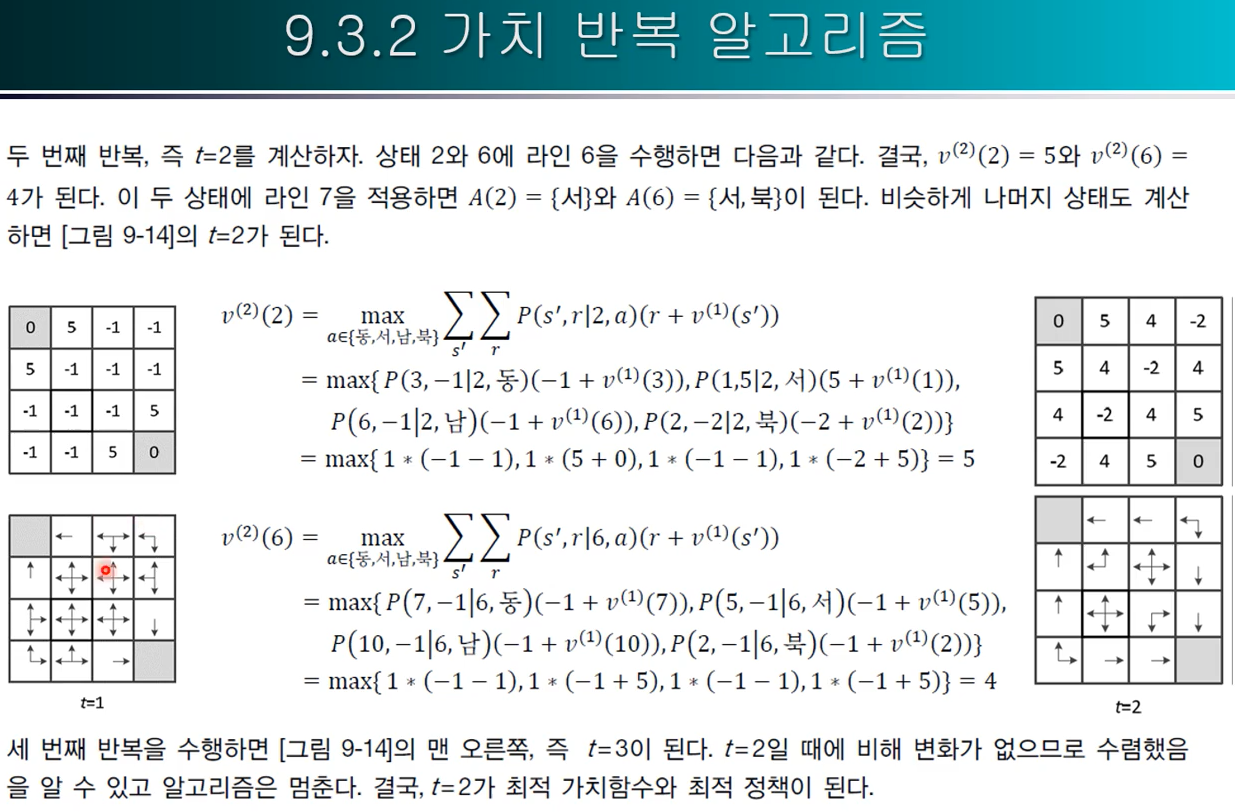 9.3.2 가치 반복 알고리즘
두 번째 반복, 즉 t=2를 계산하자. 상태 2와 6에 라인 6을 수행하면 다음과 같다. 결국, v⁽²⁾(2) = 5와 v⁽²⁾(6) =
4가 된다. 이 두 상태에 라인 7을 적용하면 A(2) = {서}와 A(6) = {서, 북}이 된다. 비슷하게 나머지 상태도 계산
하면 [그림 9-14]의 t=2가 된다.
0 5 -1 -1
5 -1 -1 -1
-1 -1 -1 5
-1 -1 5 0
t=1
v⁽²⁾(2) = max a∈{동,서,남,북} ∑s′ ∑r P(s′, r|2, a)(r + v⁽¹⁾(s′))
= max{ P(3, −1|2, 동)(−1 + v⁽¹⁾(3)), P(1,5|2, 서)(5 + v⁽¹⁾(1)),
P(6, −1|2, 남)(−1 + v⁽¹⁾(6)), P(2, −2|2, 북)(−2 + v⁽¹⁾(2))}
= max{ 1 ∗ (−1 − 1), 1 ∗ (5 + 0), 1 ∗ (−1 − 1), 1 ∗ (−2 + 5)} = 5
v⁽²⁾(6) = max a∈{동,서,남,북} ∑s′ ∑r P(s′, r|6, a)(r + v⁽¹⁾(s′))
= max{ P(7, −1|6, 동)(−1 + v⁽¹⁾(7)), P(5, −1|6, 서)(−1 + v⁽¹⁾(5)),
P(10, −1|6, 남)(−1 + v⁽¹⁾(10)), P(2, −1|6, 북)(−1 + v⁽¹⁾(2))}
= max{ 1 ∗ (−1 − 1), 1 ∗ (−1 + 5), 1 ∗ (−1 − 1), 1 ∗ (−1 + 5)} = 4
0 5 4 -2
5 4 -2 4
4 -2 4 5
-2 4 5 0
t=2
세 번째 반복을 수행하면 [그림 9-14]의 맨 오른쪽, 즉 t=3이 된다. t=2일 때에 비해 변화가 없으므로 수렴했음
을 알 수 있고 알고리즘은 멈춘다. 결국, t=2가 최적 가치함수와 최적 정책이 된다.